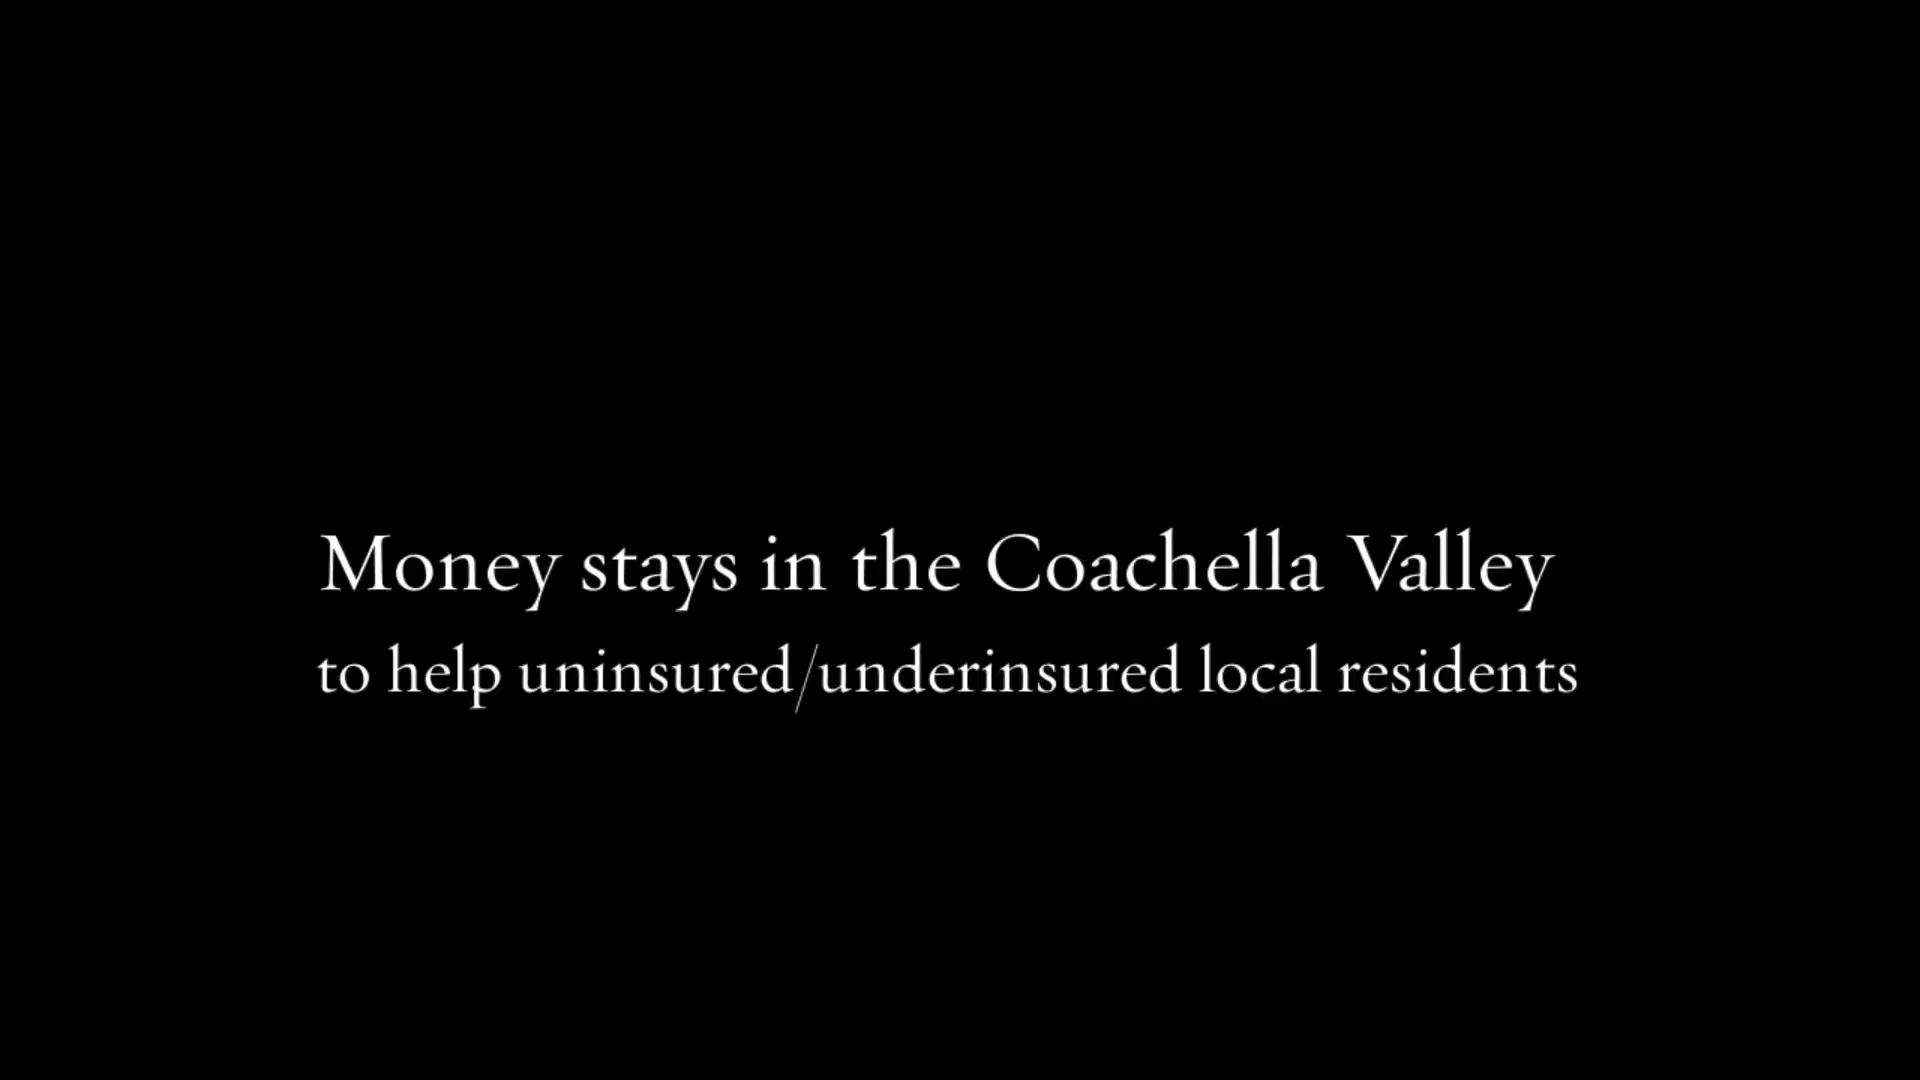 Money stays in the Coachella Valley
to help uninsured/underinsured local residents